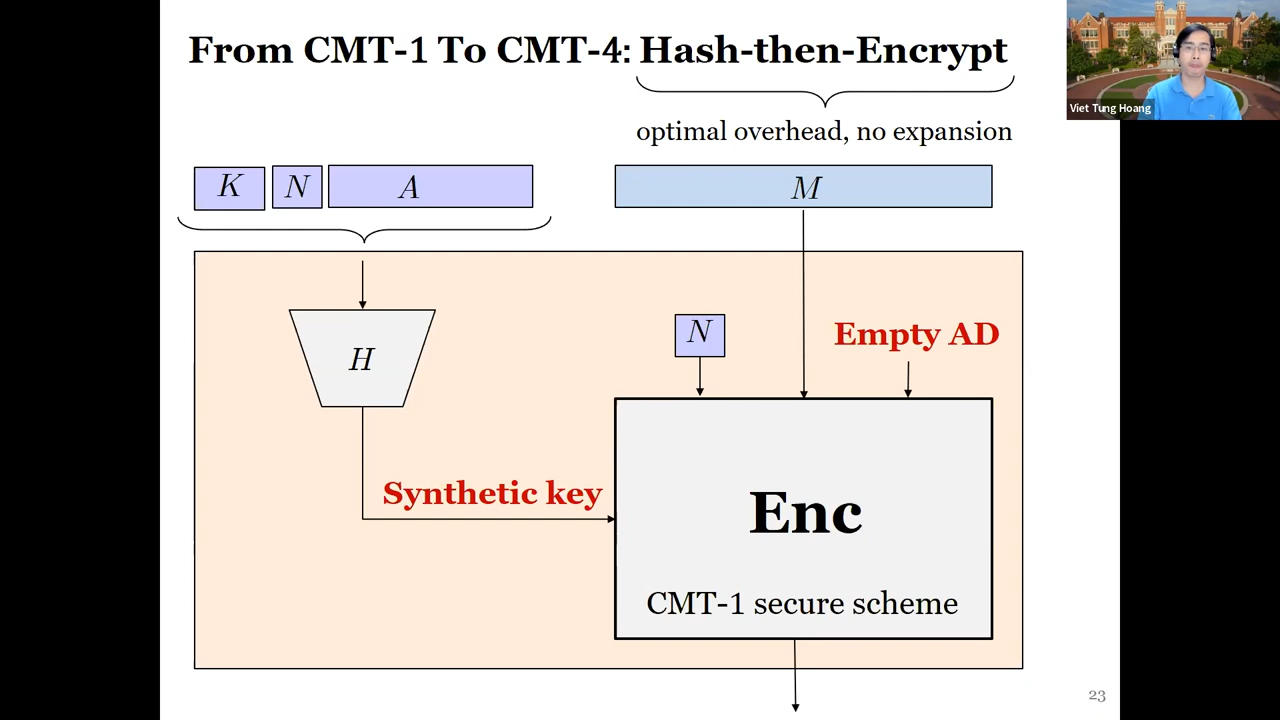 From CMT-1 To CMT-4: Hash-then-Encrypt
Viet Tung Hoang
optimal overhead, no expansion
K N A M
H
N
Empty AD
Synthetic key
Enc
CMT-1 secure scheme
23